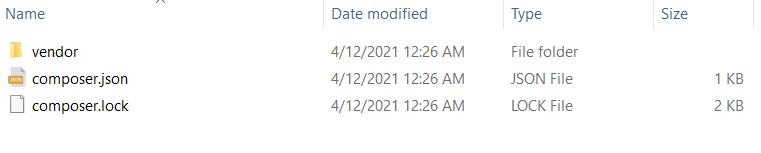 Name Date modified Type Size
vendor 4/12/2021 12:26 AM File folder
composer.json 4/12/2021 12:26 AM JSON File 1 KB
composer.lock 4/12/2021 12:26 AM LOCK File 2 KB